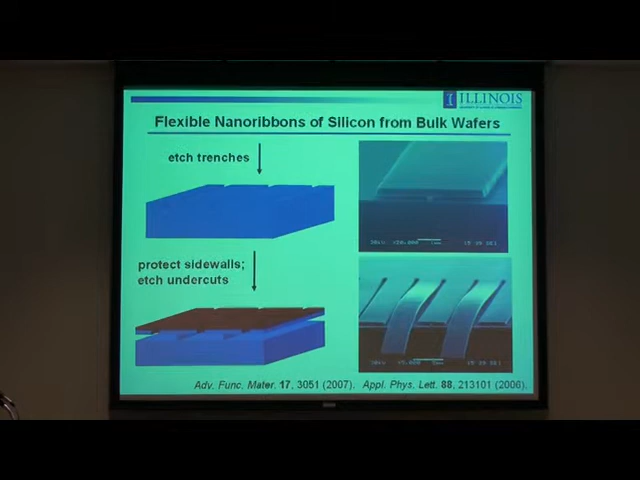 ILLINOIS
Flexible Nanoribbons of Silicon from Bulk Wafers
etch trenches
protect sidewalls;
etch undercuts
Adv. Func. Mater. 17, 3051 (2007). Appl. Phys. Lett. 88, 213101 (2006).